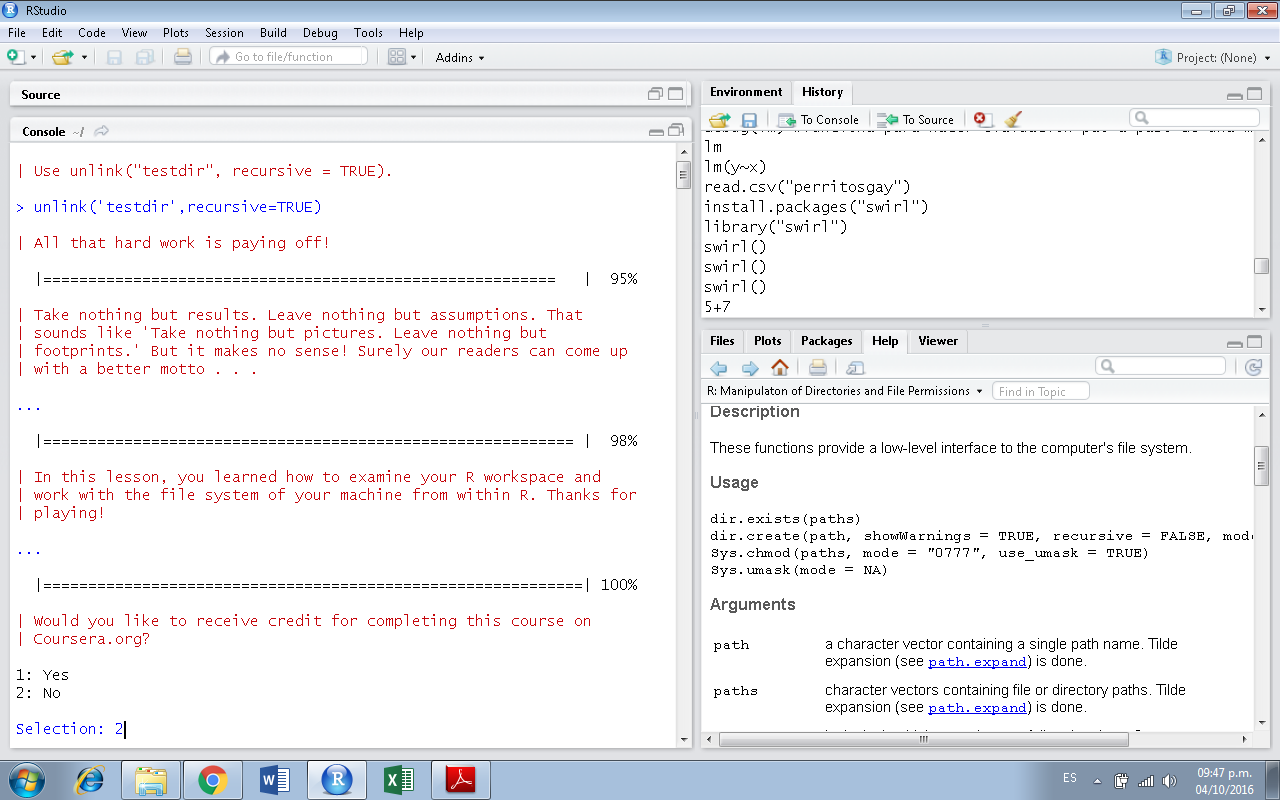 RStudio
File Edit Code View Plots Session Build Debug Tools Help
Go to file/function Addins Project: (None)
Source
Console ~/
| Use unlink("testdir", recursive = TRUE).
> unlink('testdir',recursive=TRUE)
| All that hard work is paying off!
|========================================================== | 95%
| Take nothing but results. Leave nothing but assumptions. That
| sounds like 'Take nothing but pictures. Leave nothing but
| footprints.' But it makes no sense! Surely our readers can come up
| with a better motto . . .
...
|============================================================ | 98%
| In this lesson, you learned how to examine your R workspace and
| work with the file system of your machine from within R. Thanks for
| playing!
...
|=============================================================| 100%
| Would you like to receive credit for completing this course on
| Coursera.org?
1: Yes
2: No
Selection: 2
Environment History
To Console To Source
lm
lm(y~x)
read.csv("perritosgay")
install.packages("swirl")
library("swirl")
swirl()
swirl()
swirl()
5+7
Files Plots Packages Help Viewer
R: Manipulaton of Directories and File Permissions Find in Topic
Description
These functions provide a low-level interface to the computer's file system.
Usage
dir.exists(paths)
dir.create(path, showWarnings = TRUE, recursive = FALSE, mod
Sys.chmod(paths, mode = "0777", use_umask = TRUE)
Sys.umask(mode = NA)
Arguments
path a character vector containing a single path name. Tilde
expansion (see path.expand) is done.
paths character vectors containing file or directory paths. Tilde
expansion (see path.expand) is done.
ES 09:47 p.m.
04/10/2016